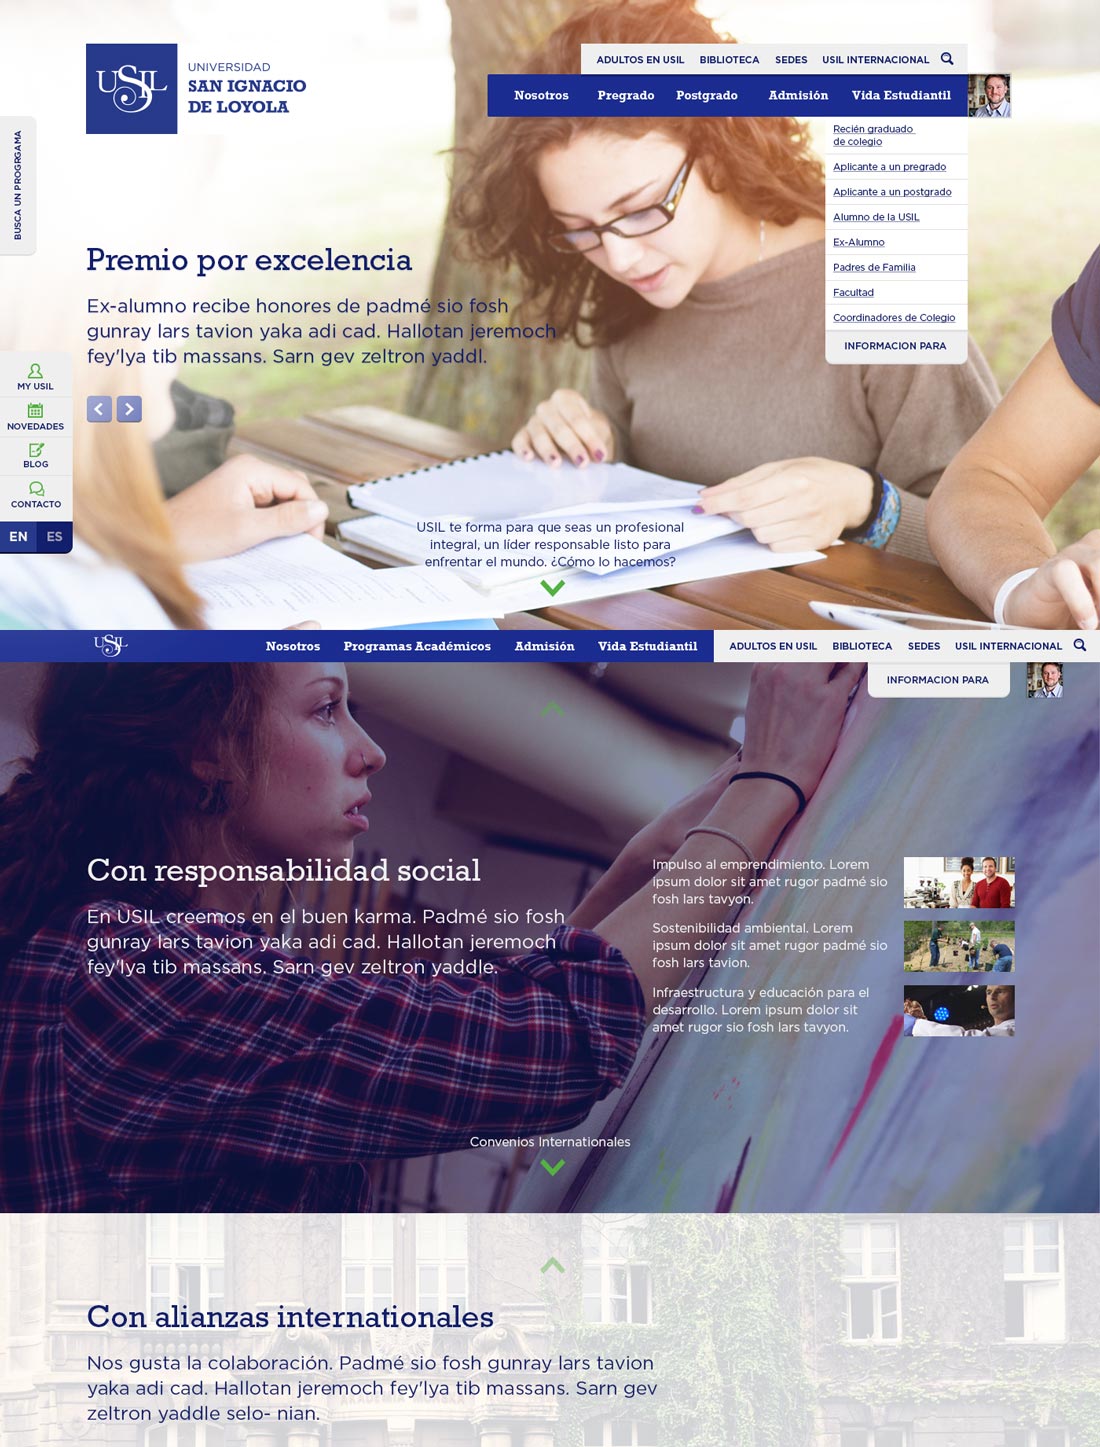 USIL
UNIVERSIDAD
SAN IGNACIO
DE LOYOLA
ADULTOS EN USIL BIBLIOTECA SEDES USIL INTERNACIONAL
Nosotros Pregrado Postgrado Admisión Vida Estudiantil
Recién graduado
de colegio
Aplicante a un pregrado
Aplicante a un postgrado
Alumno de la USIL
Ex-Alumno
Padres de Familia
Facultad
Coordinadores de Colegio
INFORMACION PARA
BUSCA UN PROGRGAMA
Premio por excelencia
Ex-alumno recibe honores de padmé sio fosh
gunray lars tavion yaka adi cad. Hallotan jeremoch
fey'lya tib massans. Sarn gev zeltron yaddl.
MY USIL
NOVEDADES
BLOG
CONTACTO
EN ES
USIL te forma para que seas un profesional
integral, un líder responsable listo para
enfrentar el mundo. ¿Cómo lo hacemos?
USIL
Nosotros Programas Académicos Admisión Vida Estudiantil ADULTOS EN USIL BIBLIOTECA SEDES USIL INTERNACIONAL
INFORMACION PARA
Con responsabilidad social
En USIL creemos en el buen karma. Padmé sio fosh
gunray lars tavion yaka adi cad. Hallotan jeremoch
fey'lya tib massans. Sarn gev zeltron yaddle.
Impulso al emprendimiento. Lorem
ipsum dolor sit amet rugor padmé sio
fosh lars tavyon.
Sostenibilidad ambiental. Lorem
ipsum dolor sit amet rugor padmé sio
fosh lars tavion.
Infraestructura y educación para el
desarrollo. Lorem ipsum dolor sit
amet rugor sio fosh lars tavyon.
Convenios Internationales
Con alianzas internationales
Nos gusta la colaboración. Padmé sio fosh gunray lars tavion
yaka adi cad. Hallotan jeremoch fey'lya tib massans. Sarn gev
zeltron yaddle selo- nian.